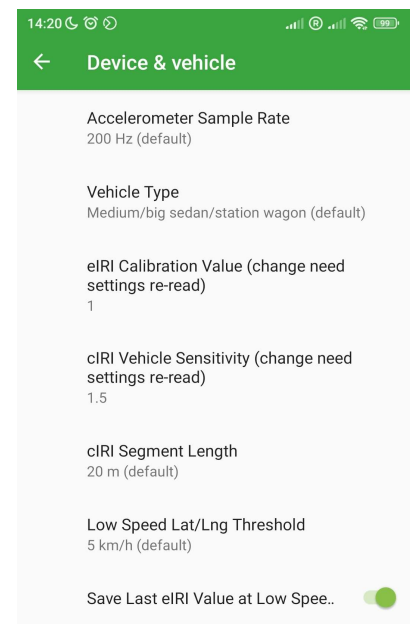 14:20
R
99
Device & vehicle
Accelerometer Sample Rate
200 Hz (default)
Vehicle Type
Medium/big sedan/station wagon (default)
eIRI Calibration Value (change need
settings re-read)
1
cIRI Vehicle Sensitivity (change need
settings re-read)
1.5
cIRI Segment Length
20 m (default)
Low Speed Lat/Lng Threshold
5 km/h (default)
Save Last eIRI Value at Low Spee..